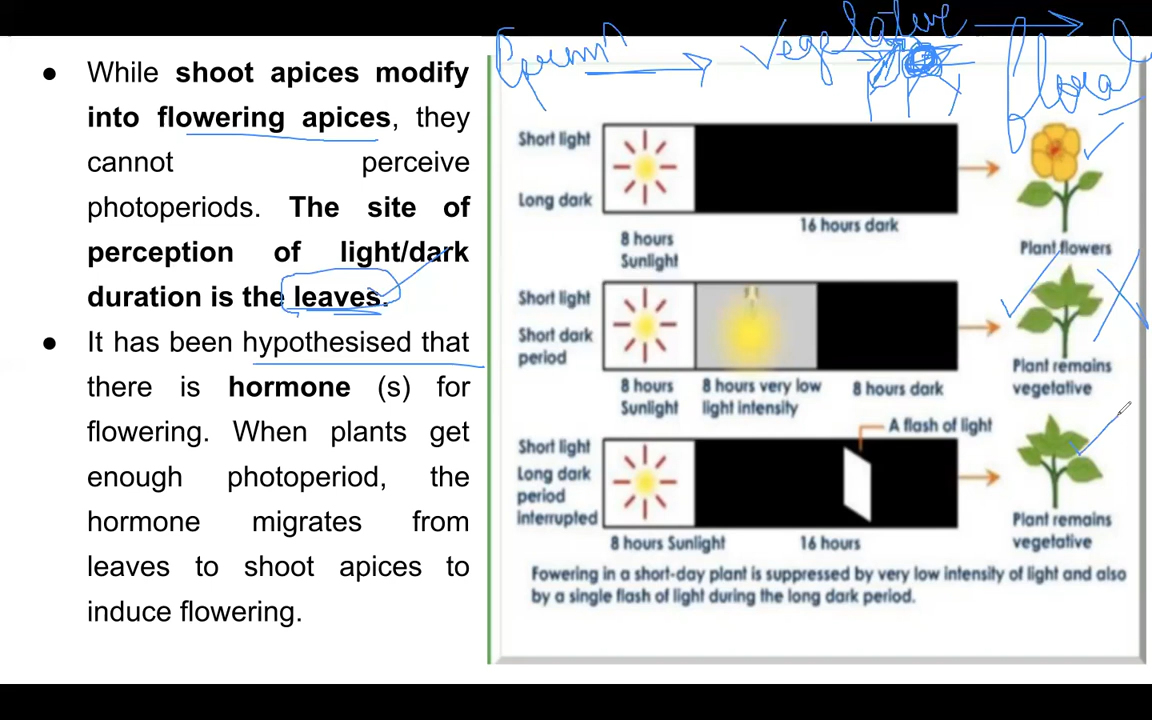 Vegetative
floral
● While shoot apices modify
into flowering apices, they
cannot perceive
photoperiods. The site of
perception of light/dark
duration is the leaves.
● It has been hypothesised that
there is hormone (s) for
flowering. When plants get
enough photoperiod, the
hormone migrates from
leaves to shoot apices to
induce flowering.
Short light
Long dark
8 hours
Sunlight
16 hours dark
Plant flowers
Short light
Short dark
period
8 hours
Sunlight
8 hours very low
light intensity
8 hours dark
Plant remains
vegetative
A flash of light
Short light
Long dark
period
interrupted
8 hours Sunlight
16 hours
Plant remains
vegetative
Fowering in a short-day plant is suppressed by very low intensity of light and also
by a single flash of light during the long dark period.